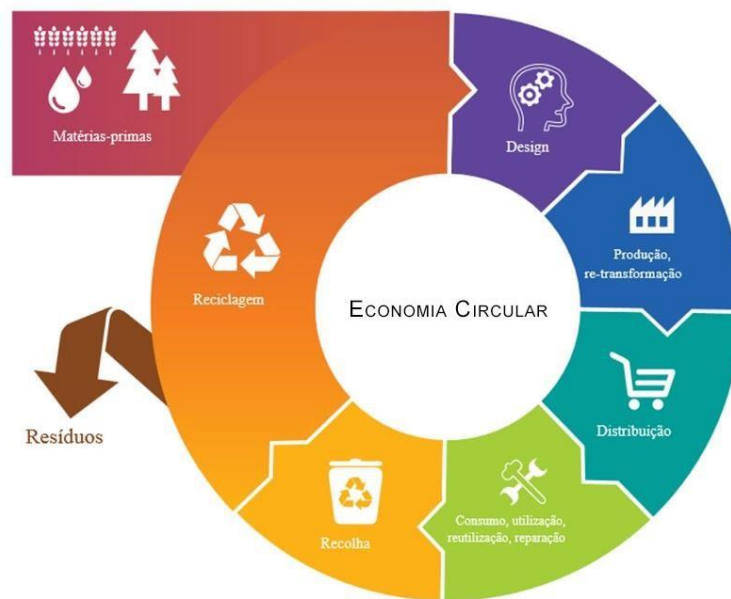 Matérias-primas
Design
Produção,
re-transformação
Reciclagem
ECONOMIA CIRCULAR
Distribuição
Resíduos
Consumo, utilização,
reutilização, reparação
Recolha